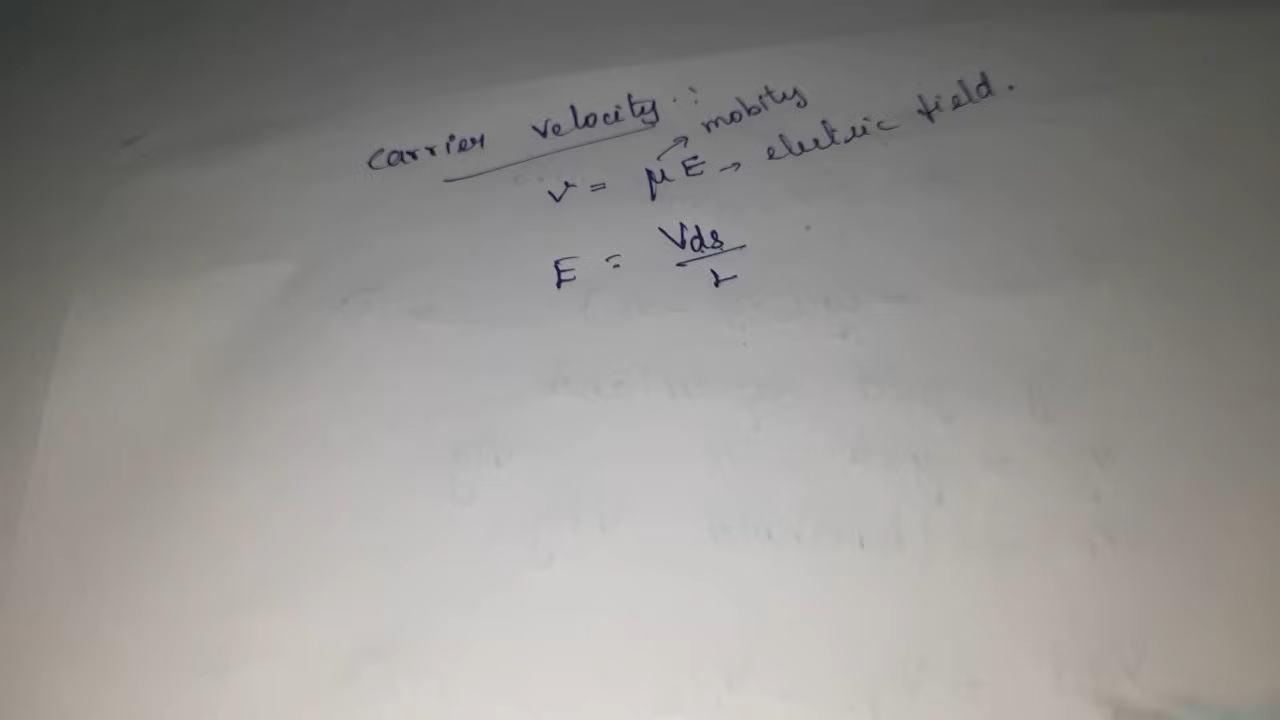 carrier velocity :
v = μE → electric field.
→ mobity
E = Vds / L